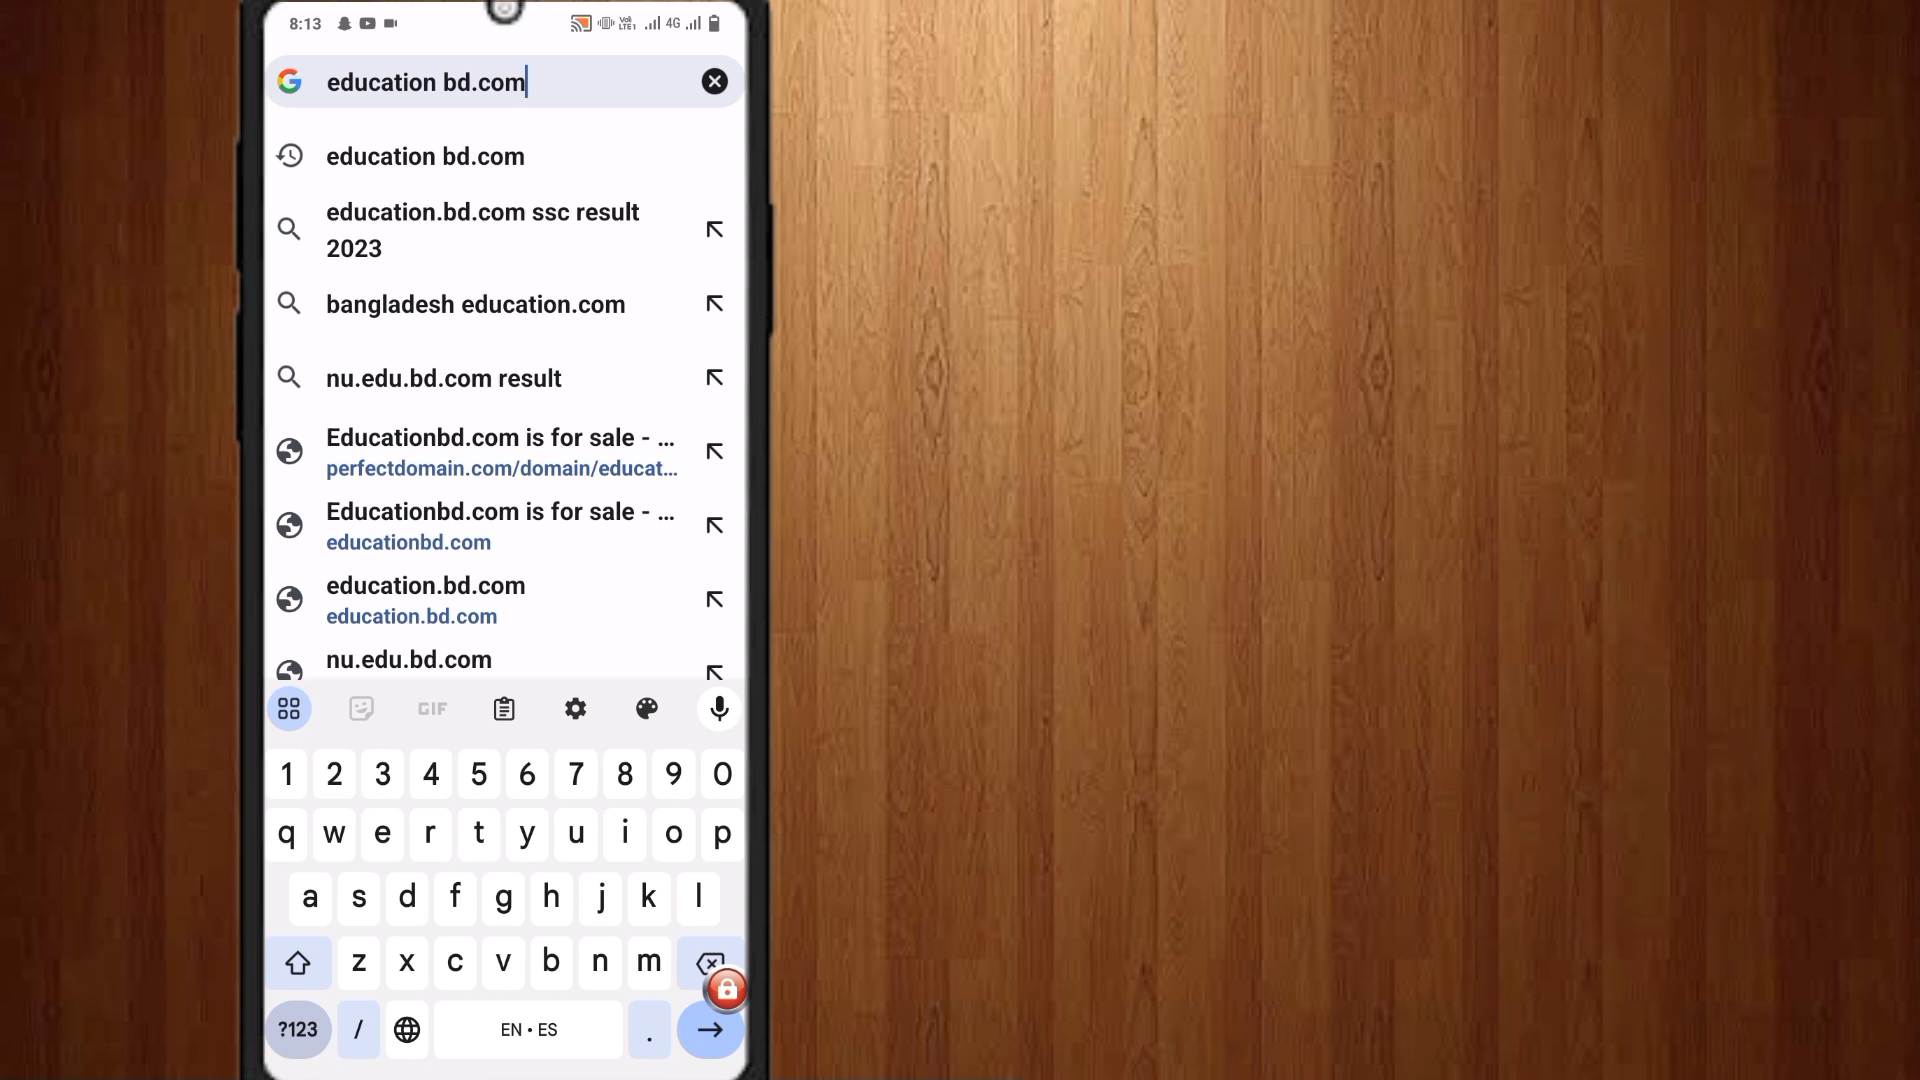 8:13 Vo) LTE1 4G
education bd.com
education bd.com
education.bd.com ssc result
2023
bangladesh education.com
nu.edu.bd.com result
Educationbd.com is for sale - ...
perfectdomain.com/domain/educat...
Educationbd.com is for sale - ...
educationbd.com
education.bd.com
education.bd.com
nu.edu.bd.com
GIF
1 2 3 4 5 6 7 8 9 0
q w e r t y u i o p
a s d f g h j k l
z x c v b n m
?123 / EN • ES .